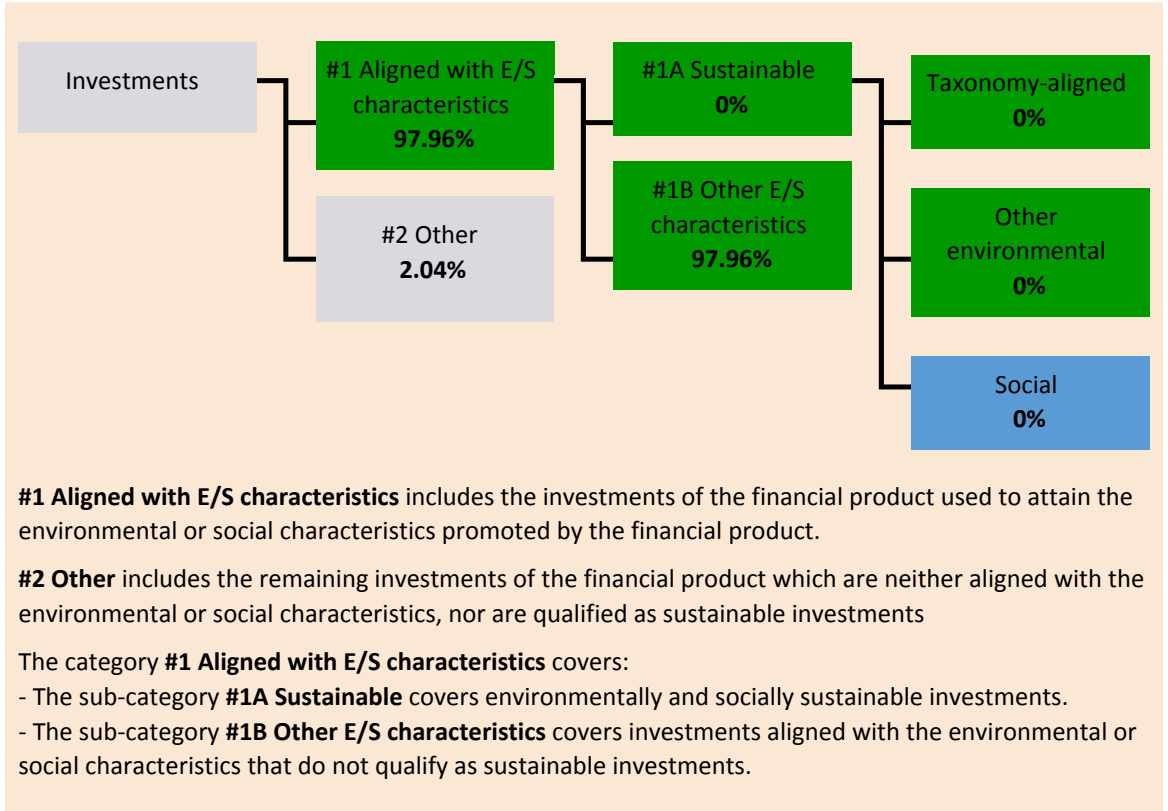 Investments
#1 Aligned with E/S
characteristics
97.96%
#2 Other
2.04%
#1A Sustainable
0%
#1B Other E/S
characteristics
97.96%
Taxonomy-aligned
0%
Other
environmental
0%
Social
0%
#1 Aligned with E/S characteristics includes the investments of the financial product used to attain the
environmental or social characteristics promoted by the financial product.
#2 Other includes the remaining investments of the financial product which are neither aligned with the
environmental or social characteristics, nor are qualified as sustainable investments
The category #1 Aligned with E/S characteristics covers:
- The sub-category #1A Sustainable covers environmentally and socially sustainable investments.
- The sub-category #1B Other E/S characteristics covers investments aligned with the environmental or
social characteristics that do not qualify as sustainable investments.